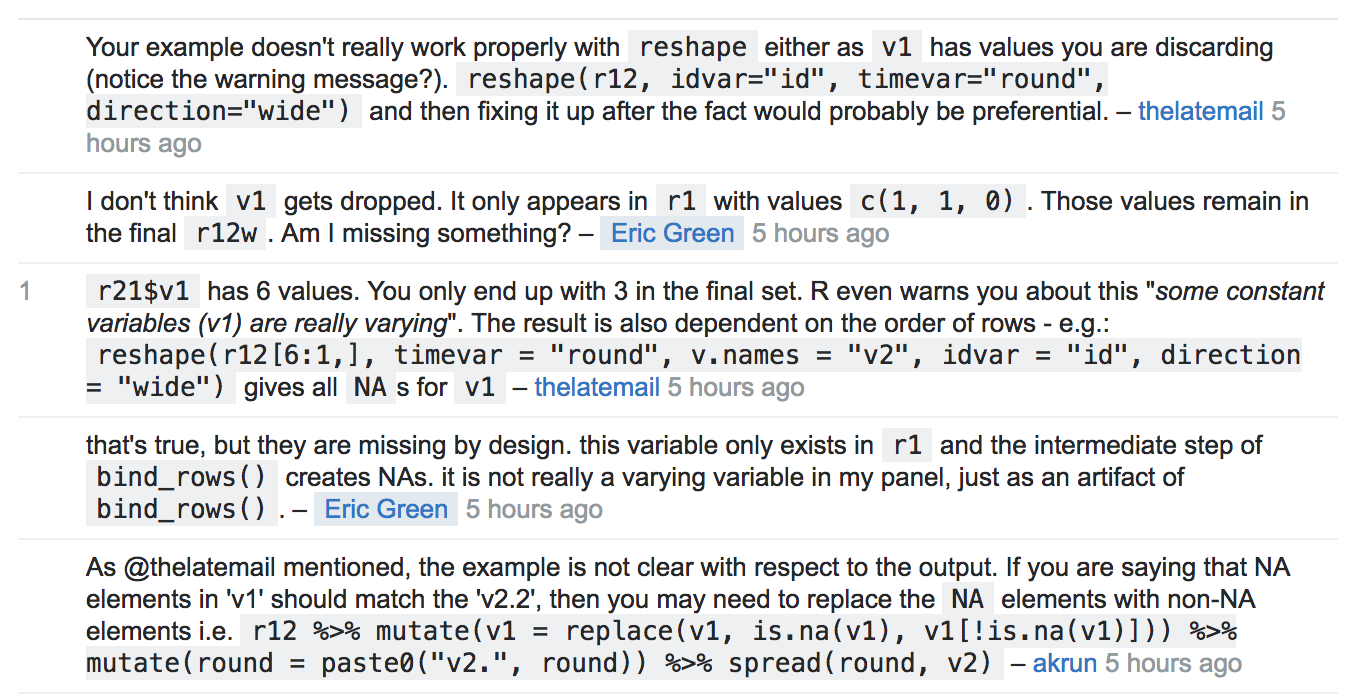 Your example doesn't really work properly with reshape either as v1 has values you are discarding
(notice the warning message?). reshape(r12, idvar="id", timevar="round",
direction="wide") and then fixing it up after the fact would probably be preferential. – thelatemail 5
hours ago
I don't think v1 gets dropped. It only appears in r1 with values c(1, 1, 0) . Those values remain in
the final r12w . Am I missing something? – Eric Green 5 hours ago
1 r21$v1 has 6 values. You only end up with 3 in the final set. R even warns you about this "some constant
variables (v1) are really varying". The result is also dependent on the order of rows - e.g.:
reshape(r12[6:1,], timevar = "round", v.names = "v2", idvar = "id", direction
= "wide") gives all NA s for v1 – thelatemail 5 hours ago
that's true, but they are missing by design. this variable only exists in r1 and the intermediate step of
bind_rows() creates NAs. it is not really a varying variable in my panel, just as an artifact of
bind_rows() . – Eric Green 5 hours ago
As @thelatemail mentioned, the example is not clear with respect to the output. If you are saying that NA
elements in 'v1' should match the 'v2.2', then you may need to replace the NA elements with non-NA
elements i.e. r12 %>% mutate(v1 = replace(v1, is.na(v1), v1[!is.na(v1)])) %>%
mutate(round = paste0("v2.", round)) %>% spread(round, v2) – akrun 5 hours ago